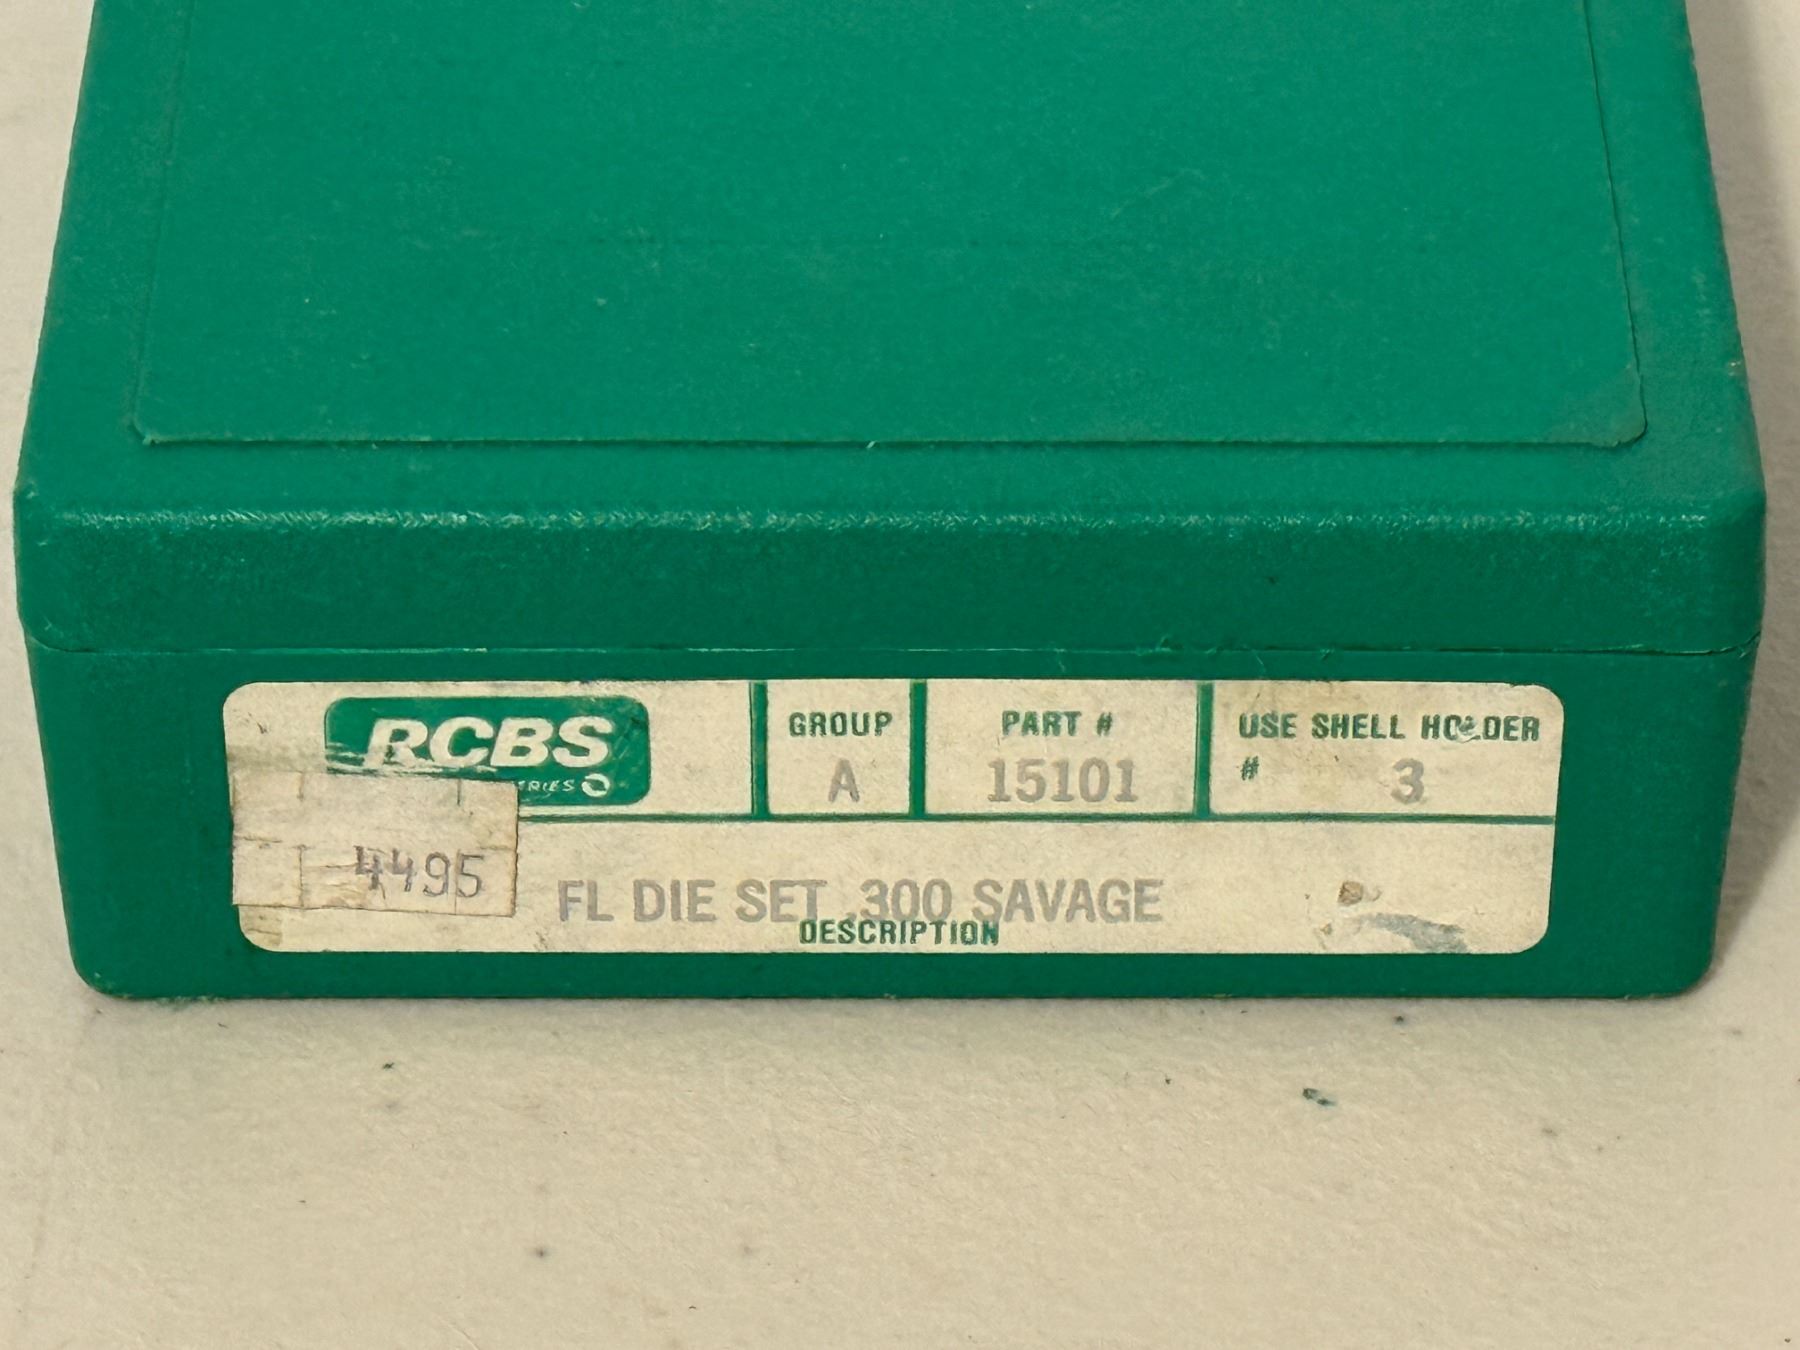 RCBS
GROUP
A
PART #
15101
USE SHELL HOLDER
# 3
4495
FL DIE SET .300 SAVAGE
DESCRIPTION